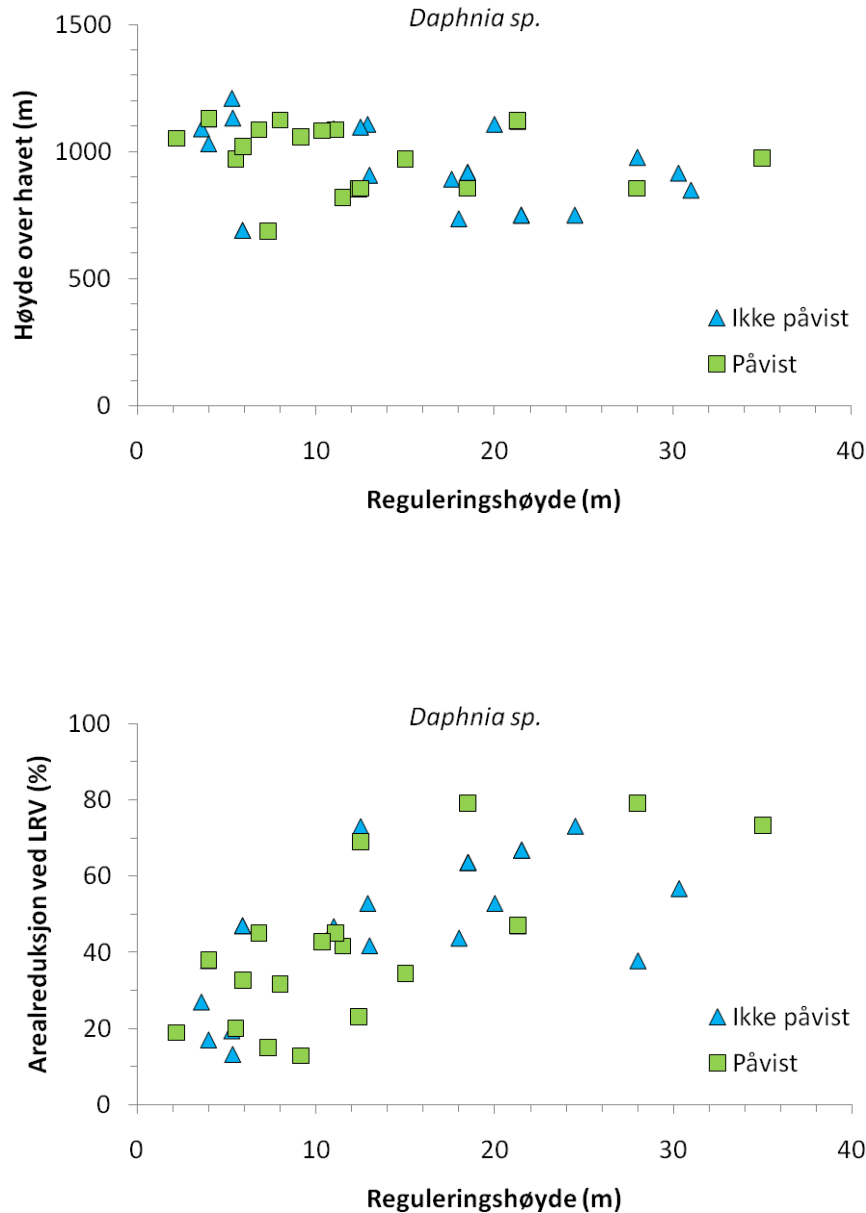 Daphnia sp.
1500
1000
500
0
Høyde over havet (m)
Ikke påvist
Påvist
0 10 20 30 40
Reguleringshøyde (m)
Daphnia sp.
100
80
60
40
20
0
Arealreduksjon ved LRV (%)
Ikke påvist
Påvist
0 10 20 30 40
Reguleringshøyde (m)